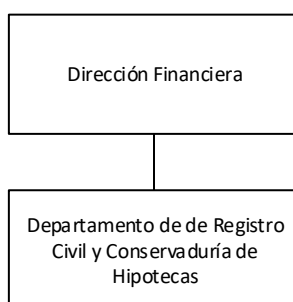 Dirección Financiera
Departamento de de Registro
Civil y Conservaduría de
Hipotecas